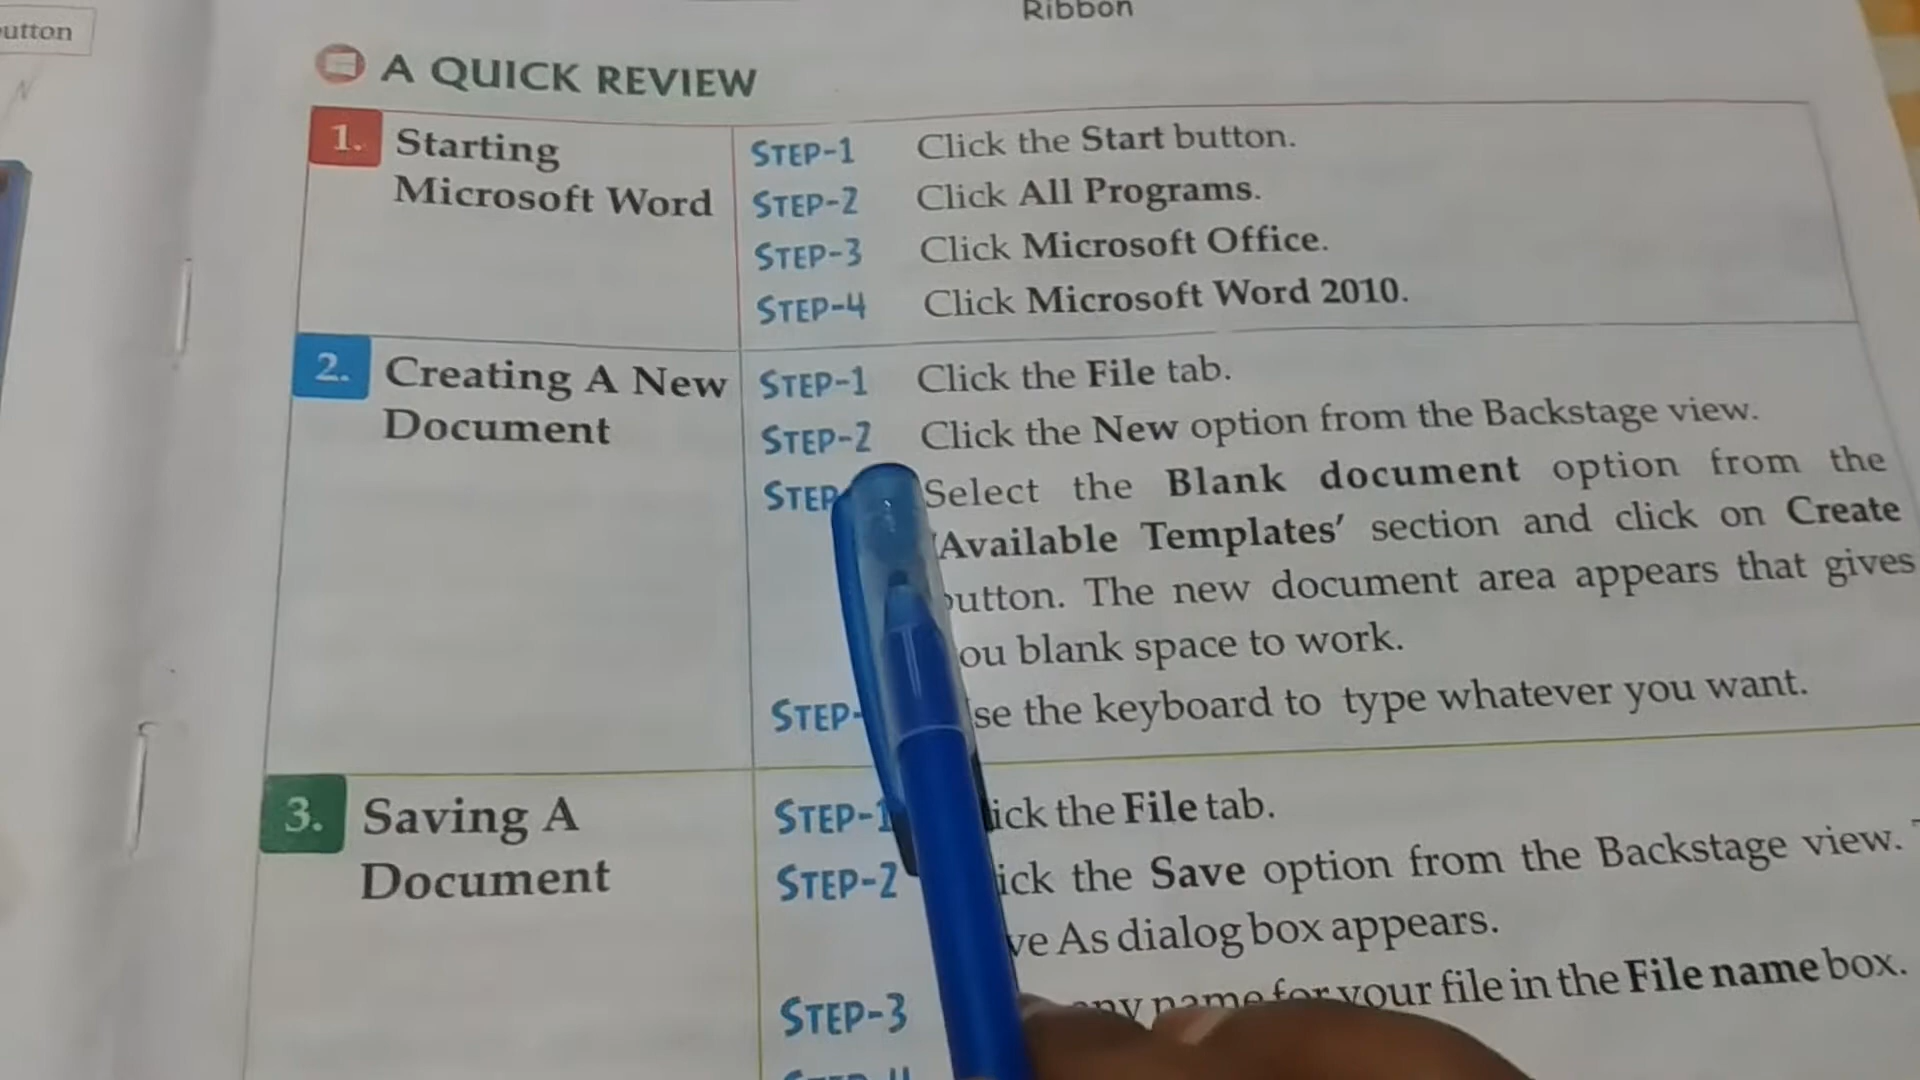 utton
Ribbon
A QUICK REVIEW
1. Starting
Microsoft Word
STEP-1 Click the Start button.
STEP-2 Click All Programs.
STEP-3 Click Microsoft Office.
STEP-4 Click Microsoft Word 2010.
2. Creating A New
Document
STEP-1 Click the File tab.
STEP-2 Click the New option from the Backstage view.
STEP Select the Blank document option from the
'Available Templates' section and click on Create
utton. The new document area appears that gives
ou blank space to work.
STEP- se the keyboard to type whatever you want.
3. Saving A
Document
STEP-1 ick the File tab.
STEP-2 ick the Save option from the Backstage view.
ve As dialog box appears.
STEP-3 any name for your file in the File name box.